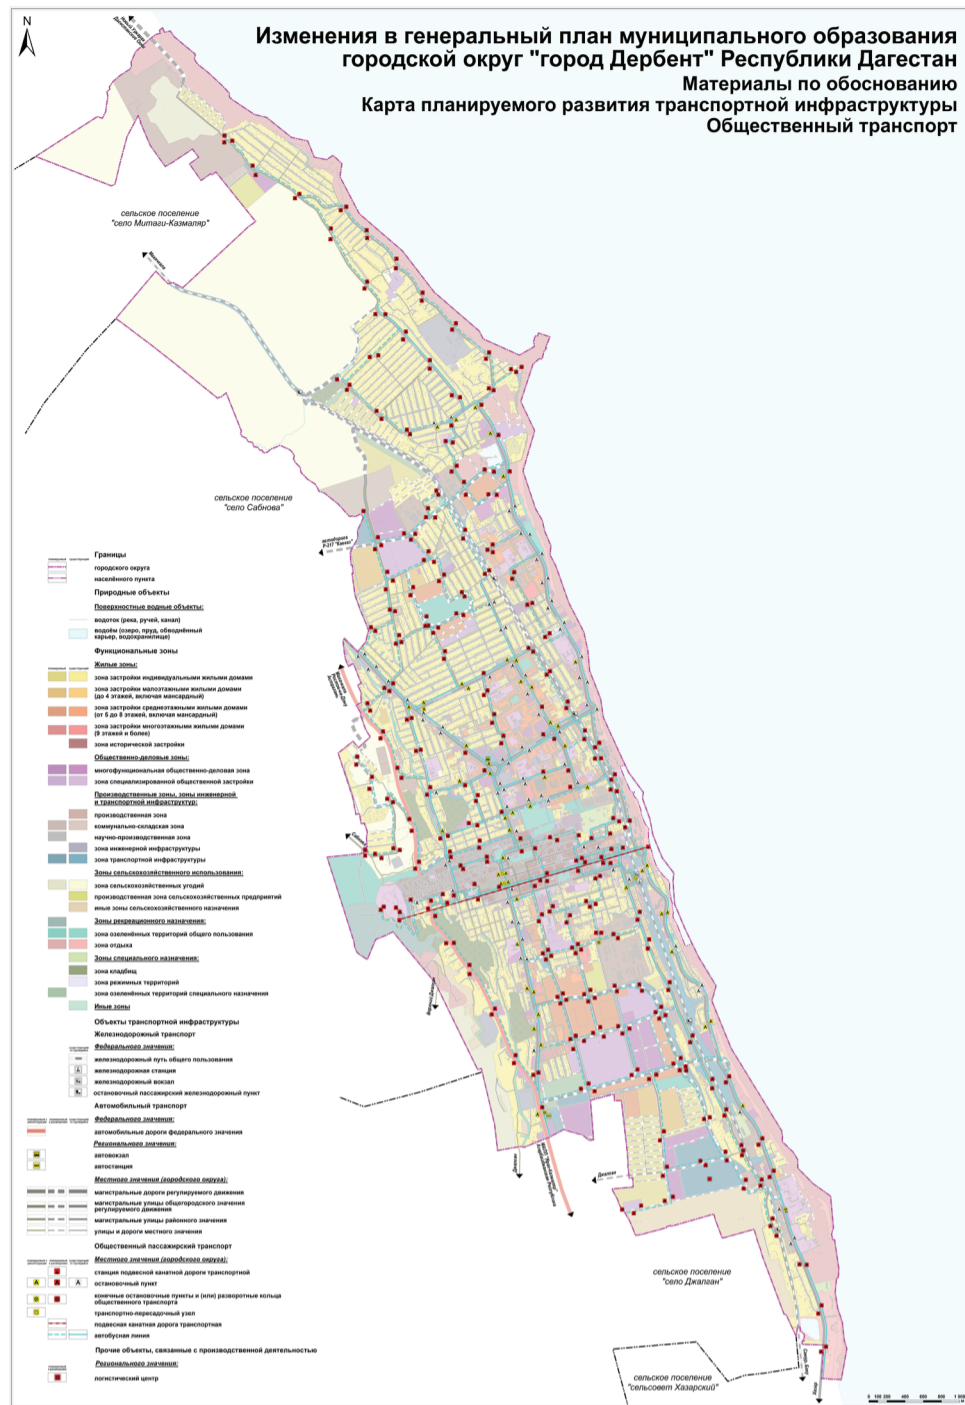 N
Изменения в генеральный план муниципального образования
городской округ "город Дербент" Республики Дагестан
Материалы по обоснованию
Карта планируемого развития транспортной инфраструктуры
Общественный транспорт
сельское поселение
"село Митаги-Казмаляр"
сельское поселение
"село Сабнова"
автодорога
Р-217 "Кавказ"
Границы
городского округа
населённого пункта
Природные объекты
Поверхностные водные объекты:
водоток (река, ручей, канал)
водоём (озеро, пруд, обводнённый
карьер, водохранилище)
Функциональные зоны
Жилые зоны:
зона застройки индивидуальными жилыми домами
зона застройки малоэтажными жилыми домами
(до 4 этажей, включая мансардный)
зона застройки среднеэтажными жилыми домами
(от 5 до 8 этажей, включая мансардный)
зона застройки многоэтажными жилыми домами
(9 этажей и более)
зона исторической застройки
Общественно-деловые зоны:
многофункциональная общественно-деловая зона
зона специализированной общественной застройки
Производственные зоны, зоны инженерной
и транспортной инфраструктур:
производственная зона
коммунально-складская зона
научно-производственная зона
зона инженерной инфраструктуры
зона транспортной инфраструктуры
Зоны сельскохозяйственного использования:
зона сельскохозяйственных угодий
производственная зона сельскохозяйственных предприятий
иные зоны сельскохозяйственного назначения
Зоны рекреационного назначения:
зона озеленённых территорий общего пользования
зона отдыха
Зоны специального назначения:
зона кладбищ
зона режимных территорий
зона озеленённых территорий специального назначения
Иные зоны
Объекты транспортной инфраструктуры
Железнодорожный транспорт
Федерального значения:
железнодорожный путь общего пользования
железнодорожная станция
железнодорожный вокзал
остановочный пассажирский железнодорожный пункт
Автомобильный транспорт
Федерального значения:
автомобильные дороги федерального значения
Регионального значения:
автовокзал
автостанция
Местного значения (городского округа):
магистральные дороги регулируемого движения
магистральные улицы общегородского значения
регулируемого движения
магистральные улицы районного значения
улицы и дороги местного значения
Общественный пассажирский транспорт
Местного значения (городского округа):
станция подвесной канатной дороги транспортной
остановочный пункт
конечные остановочные пункты и (или) разворотные кольца
общественного транспорта
транспортно-пересадочный узел
подвесная канатная дорога транспортная
автобусная линия
Прочие объекты, связанные с производственной деятельностью
Регионального значения:
логистический центр
Джалган
сельское поселение
"село Джалган"
сельское поселение
"сельсовет Хазарский"